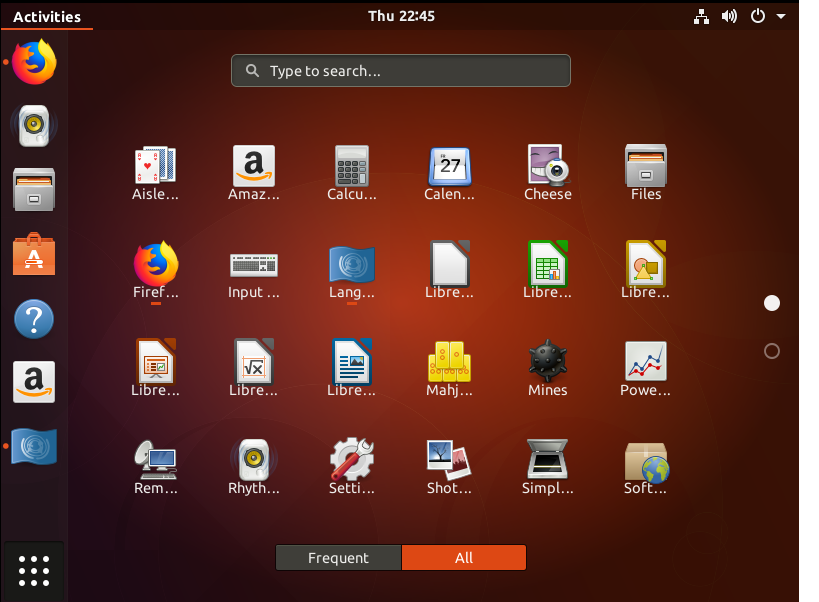 Activities
Thu 22:45
Type to search...
Aisle...
Amaz...
Calcu...
Calen...
Cheese
Files
Firef...
Input ...
Lang...
Libre...
Libre...
Libre...
Libre...
Libre...
Libre...
Mahj...
Mines
Powe...
Rem...
Rhyth...
Setti...
Shot...
Simpl...
Soft...
Frequent
All
27
a
a
A
?
√x